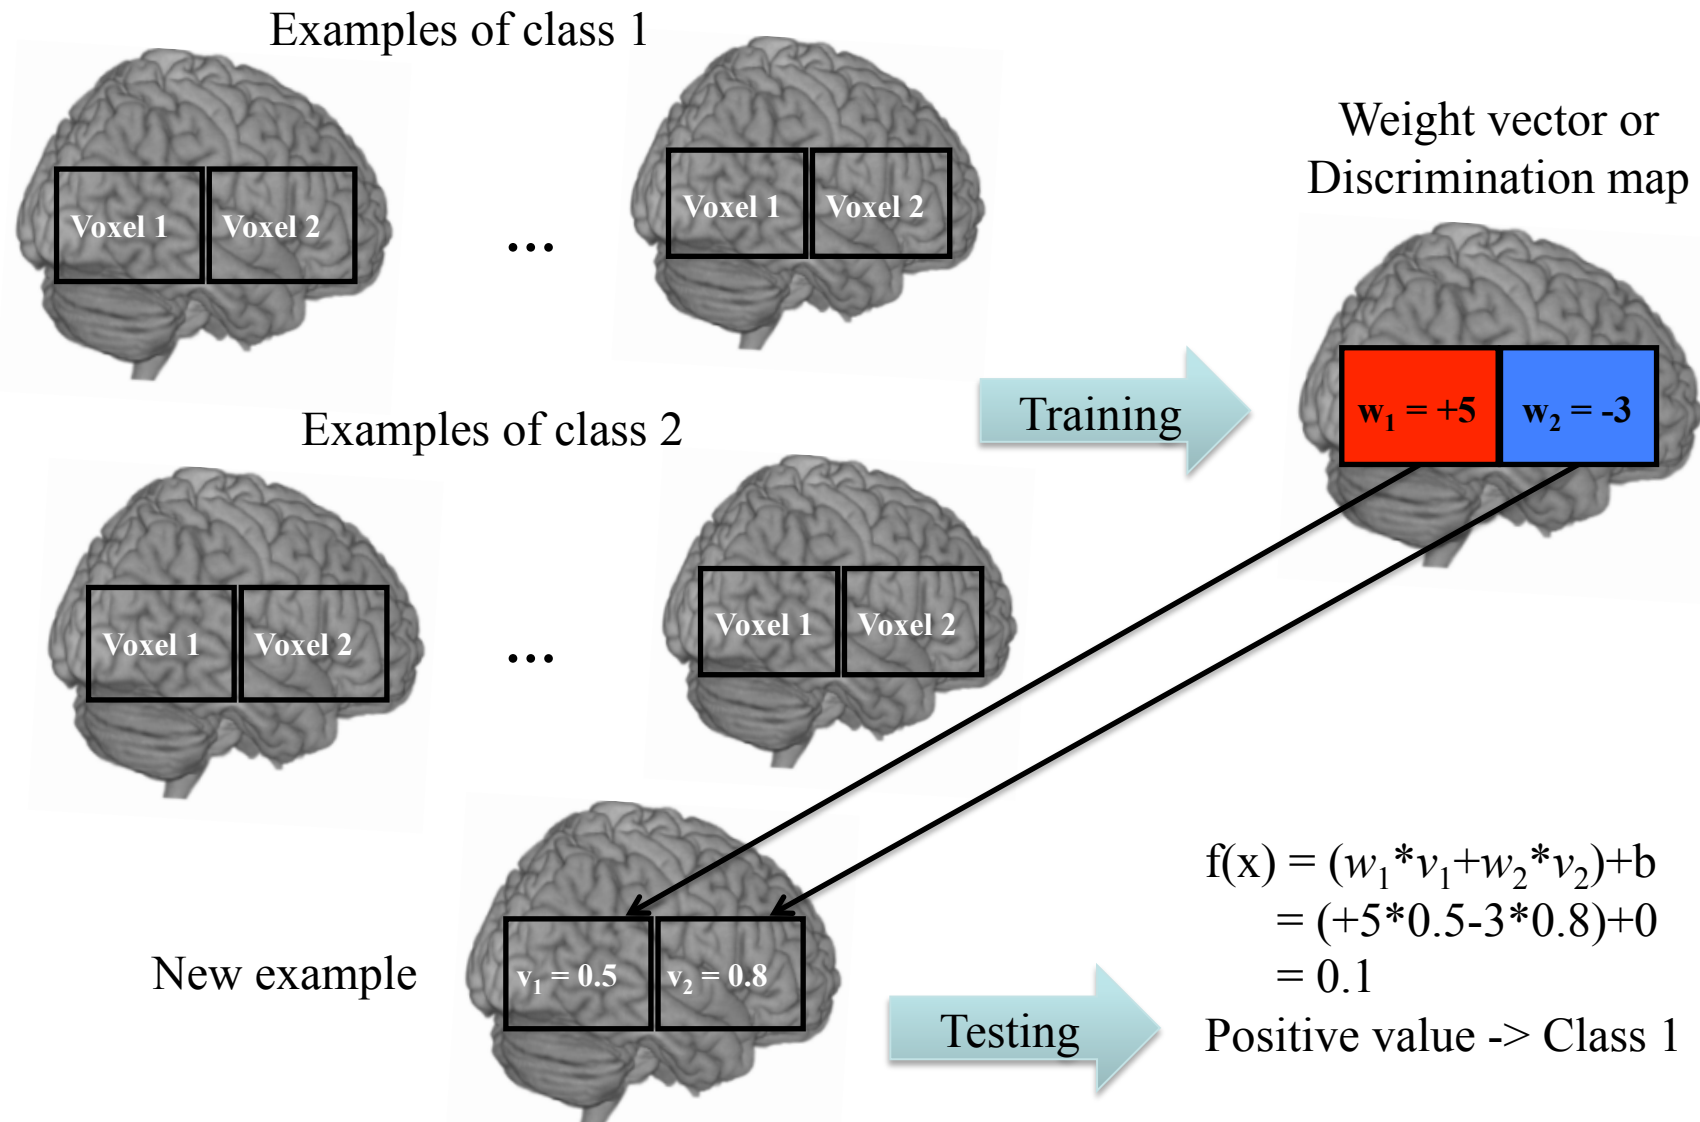 Examples of class 1
Voxel 1 Voxel 2
...
Voxel 1 Voxel 2
Examples of class 2
Voxel 1 Voxel 2
...
Voxel 1 Voxel 2
Training
Weight vector or
Discrimination map
w₁ = +5 w₂ = -3
New example
v₁ = 0.5 v₂ = 0.8
Testing
f(x) = (w₁*v₁+w₂*v₂)+b
= (+5*0.5-3*0.8)+0
= 0.1
Positive value -> Class 1